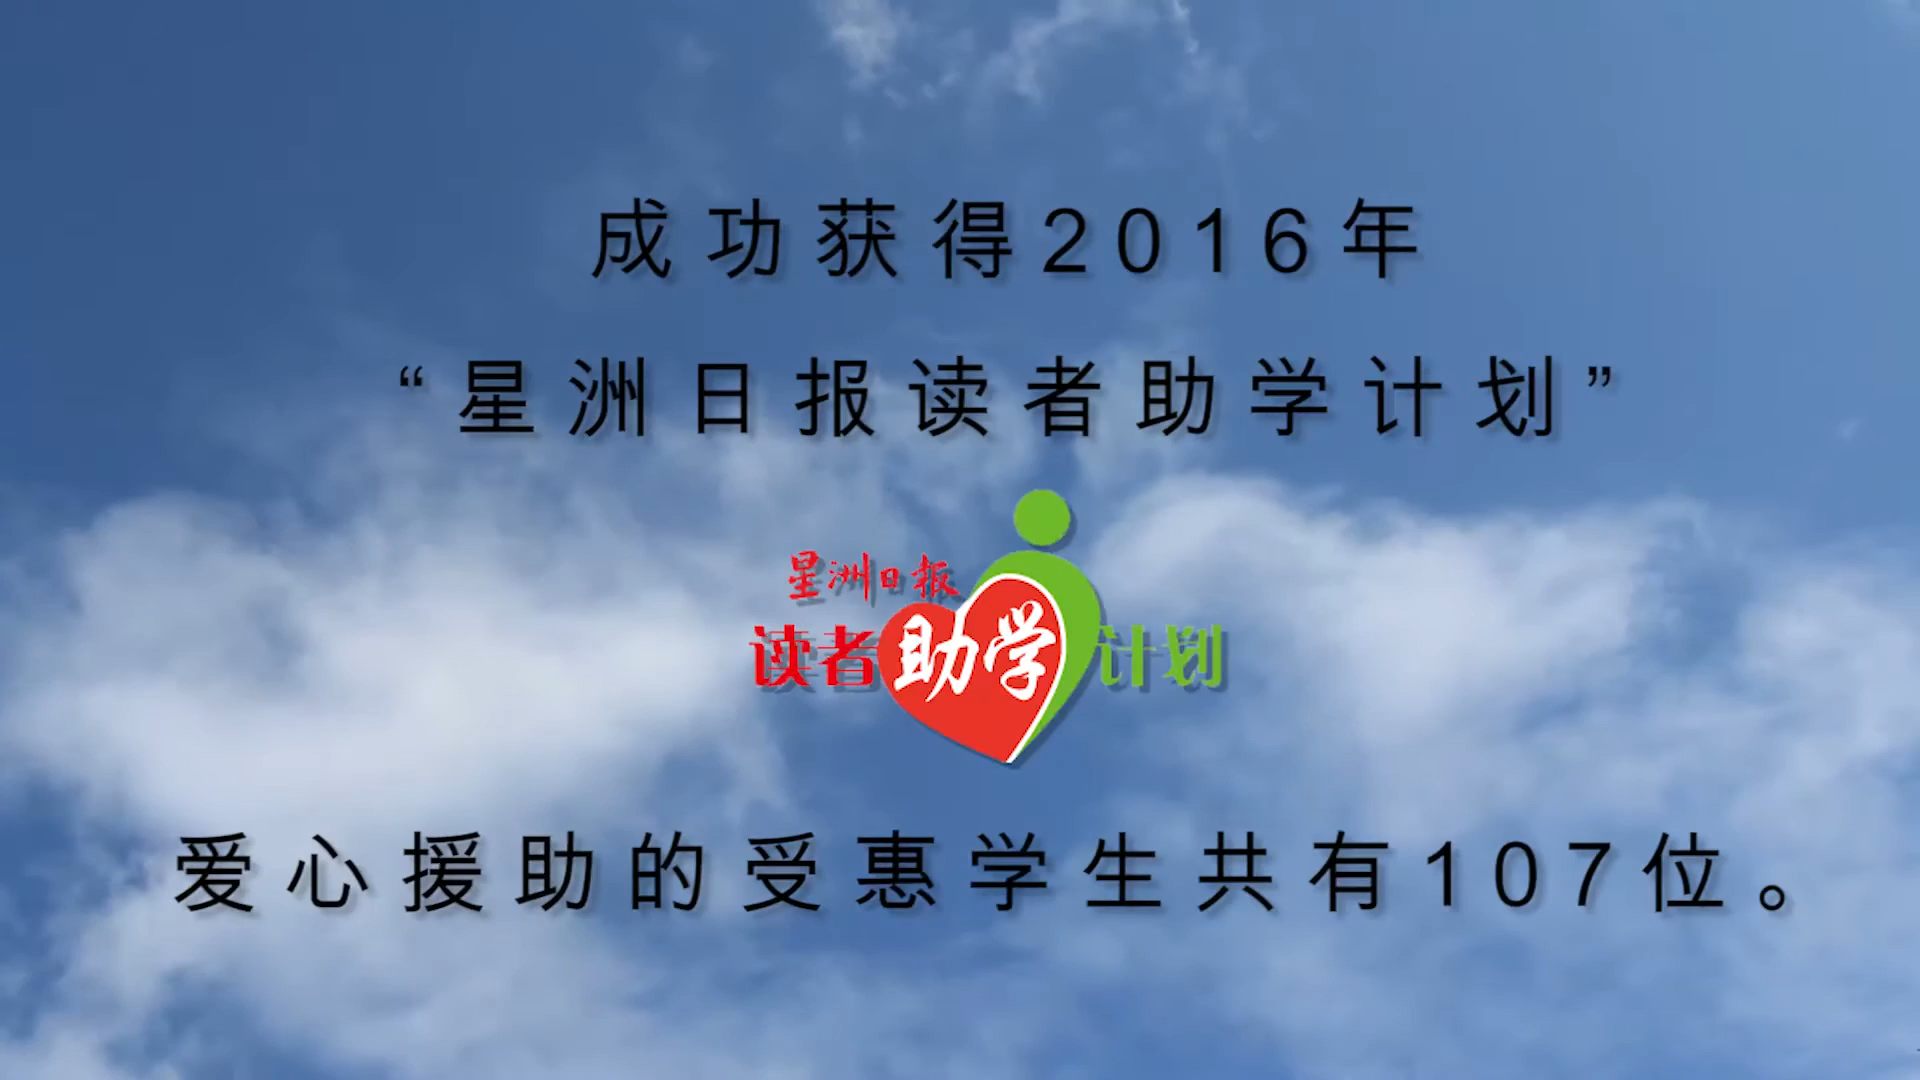 成功获得2016年
“星洲日报读者助学计划”
星洲日报
读者助学计划
爱心援助的受惠学生共有107位。